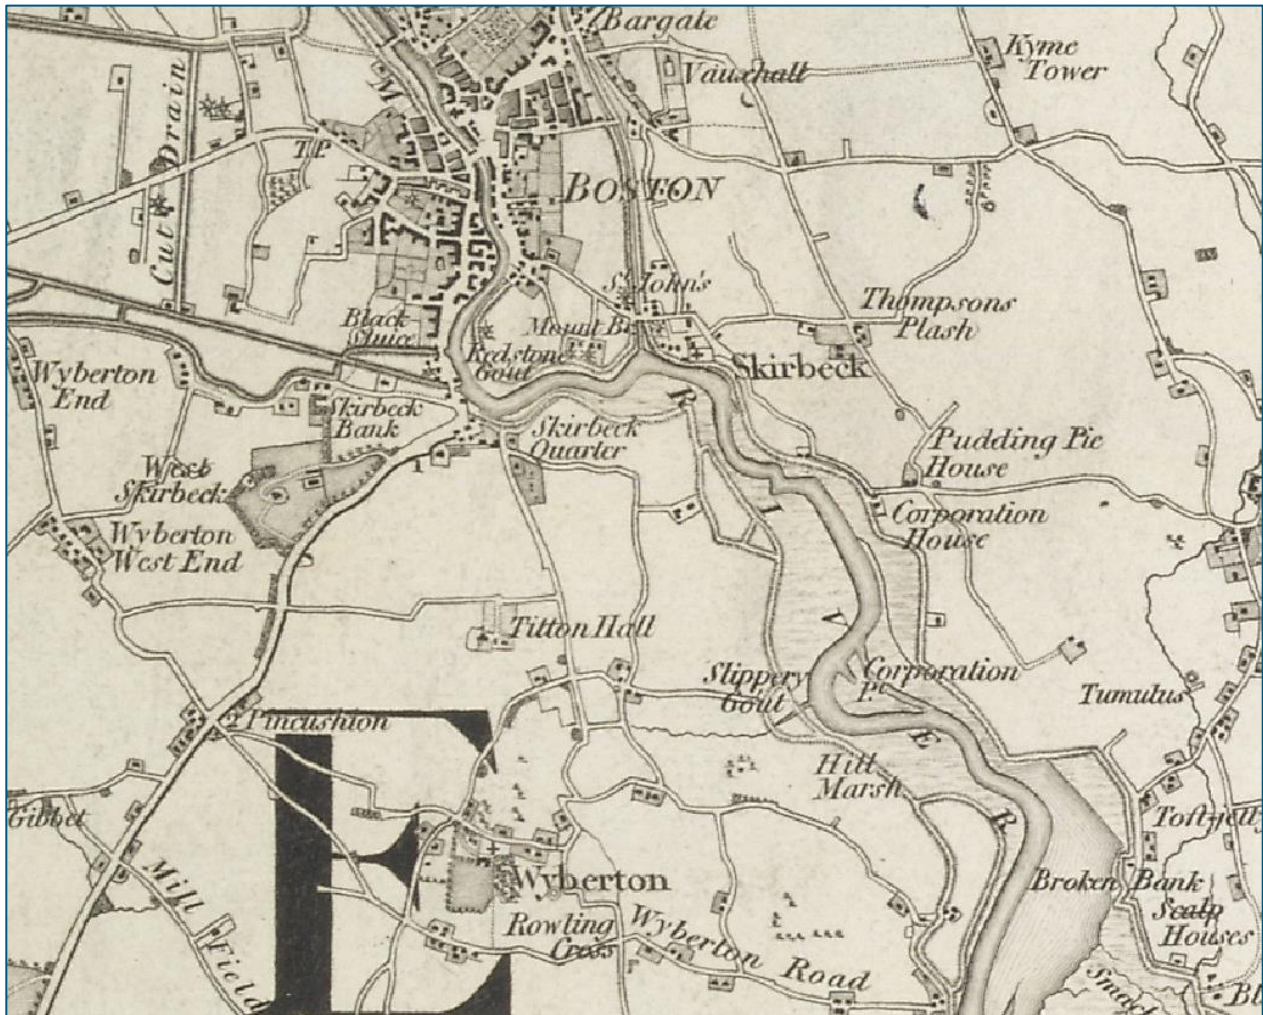 Bargate
Kyme
Tower
Vauxhall
Cut Drain
M
T.P.
BOSTON
St. John's
Thompsons
Plash
Black
Sluice
Mount Br.
Redstone
Gout
Skirbeck
Wyberton
End
Skirbeck
Bank
Skirbeck
Quarter
R I V E R
Pudding Pie
House
West
Skirbeck
1
Corporation
House
Wyberton
West End
Titton Hall
Slippery
Gout
Corporation
P.
Tumulus
2
Pincushion
E
Hill
Marsh
Gibbet
Mill Field
Wyberton
Broken Bank
Scalp
Houses
Rowling
Cross
Wyberton Road